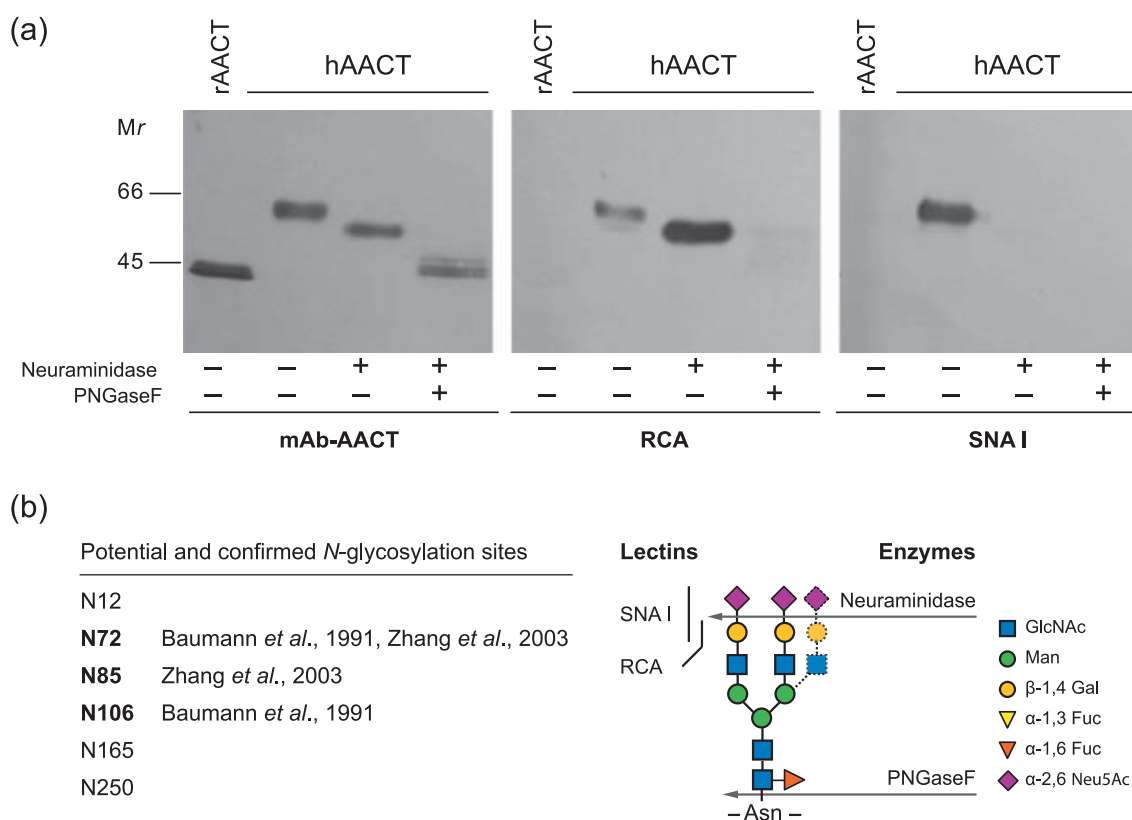 (a)
rAACT
hAACT
rAACT
hAACT
rAACT
hAACT
Mr
66
45
Neuraminidase – – + + – – + + – – + +
PNGaseF – – – + – – – + – – – +
mAb-AACT
RCA
SNA I
(b)
Potential and confirmed N-glycosylation sites
N12
N72 Baumann et al., 1991, Zhang et al., 2003
N85 Zhang et al., 2003
N106 Baumann et al., 1991
N165
N250
Lectins
Enzymes
SNA I
RCA
Neuraminidase
PNGaseF
– Asn –
GlcNAc
Man
β-1,4 Gal
α-1,3 Fuc
α-1,6 Fuc
α-2,6 Neu5Ac